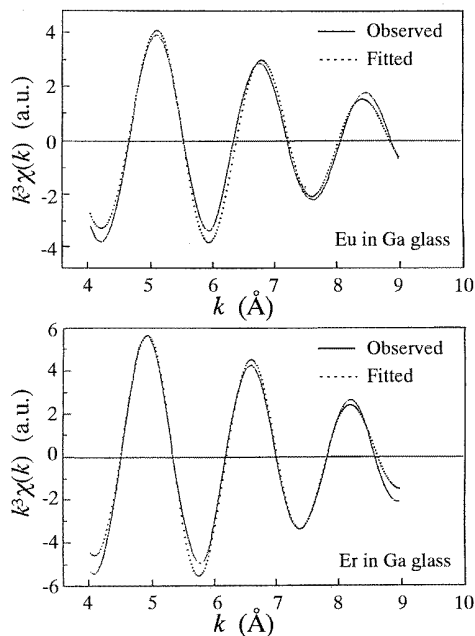 4
2
0
-2
-4
k³χ(k) (a.u.)
Observed
Fitted
Eu in Ga glass
4 5 6 7 8 9 10
k (Å)
6
4
2
0
-2
-4
-6
k³χ(k) (a.u.)
Observed
Fitted
Er in Ga glass
4 5 6 7 8 9 10
k (Å)